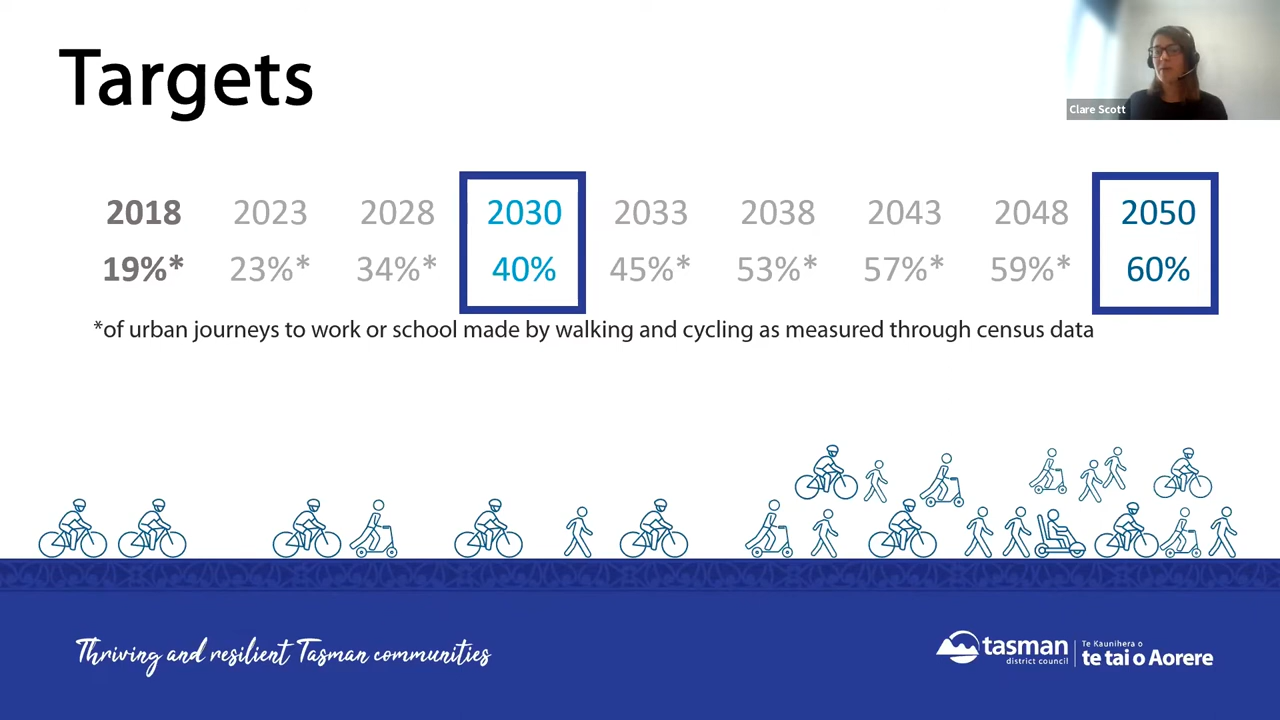 Targets
Clare Scott
2018 2023 2028 2030 2033 2038 2043 2048 2050
19%* 23%* 34%* 40% 45%* 53%* 57%* 59%* 60%
*of urban journeys to work or school made by walking and cycling as measured through census data
Thriving and resilient Tasman communities
tasman
district council
Te Kaunihera o
te tai o Aorere